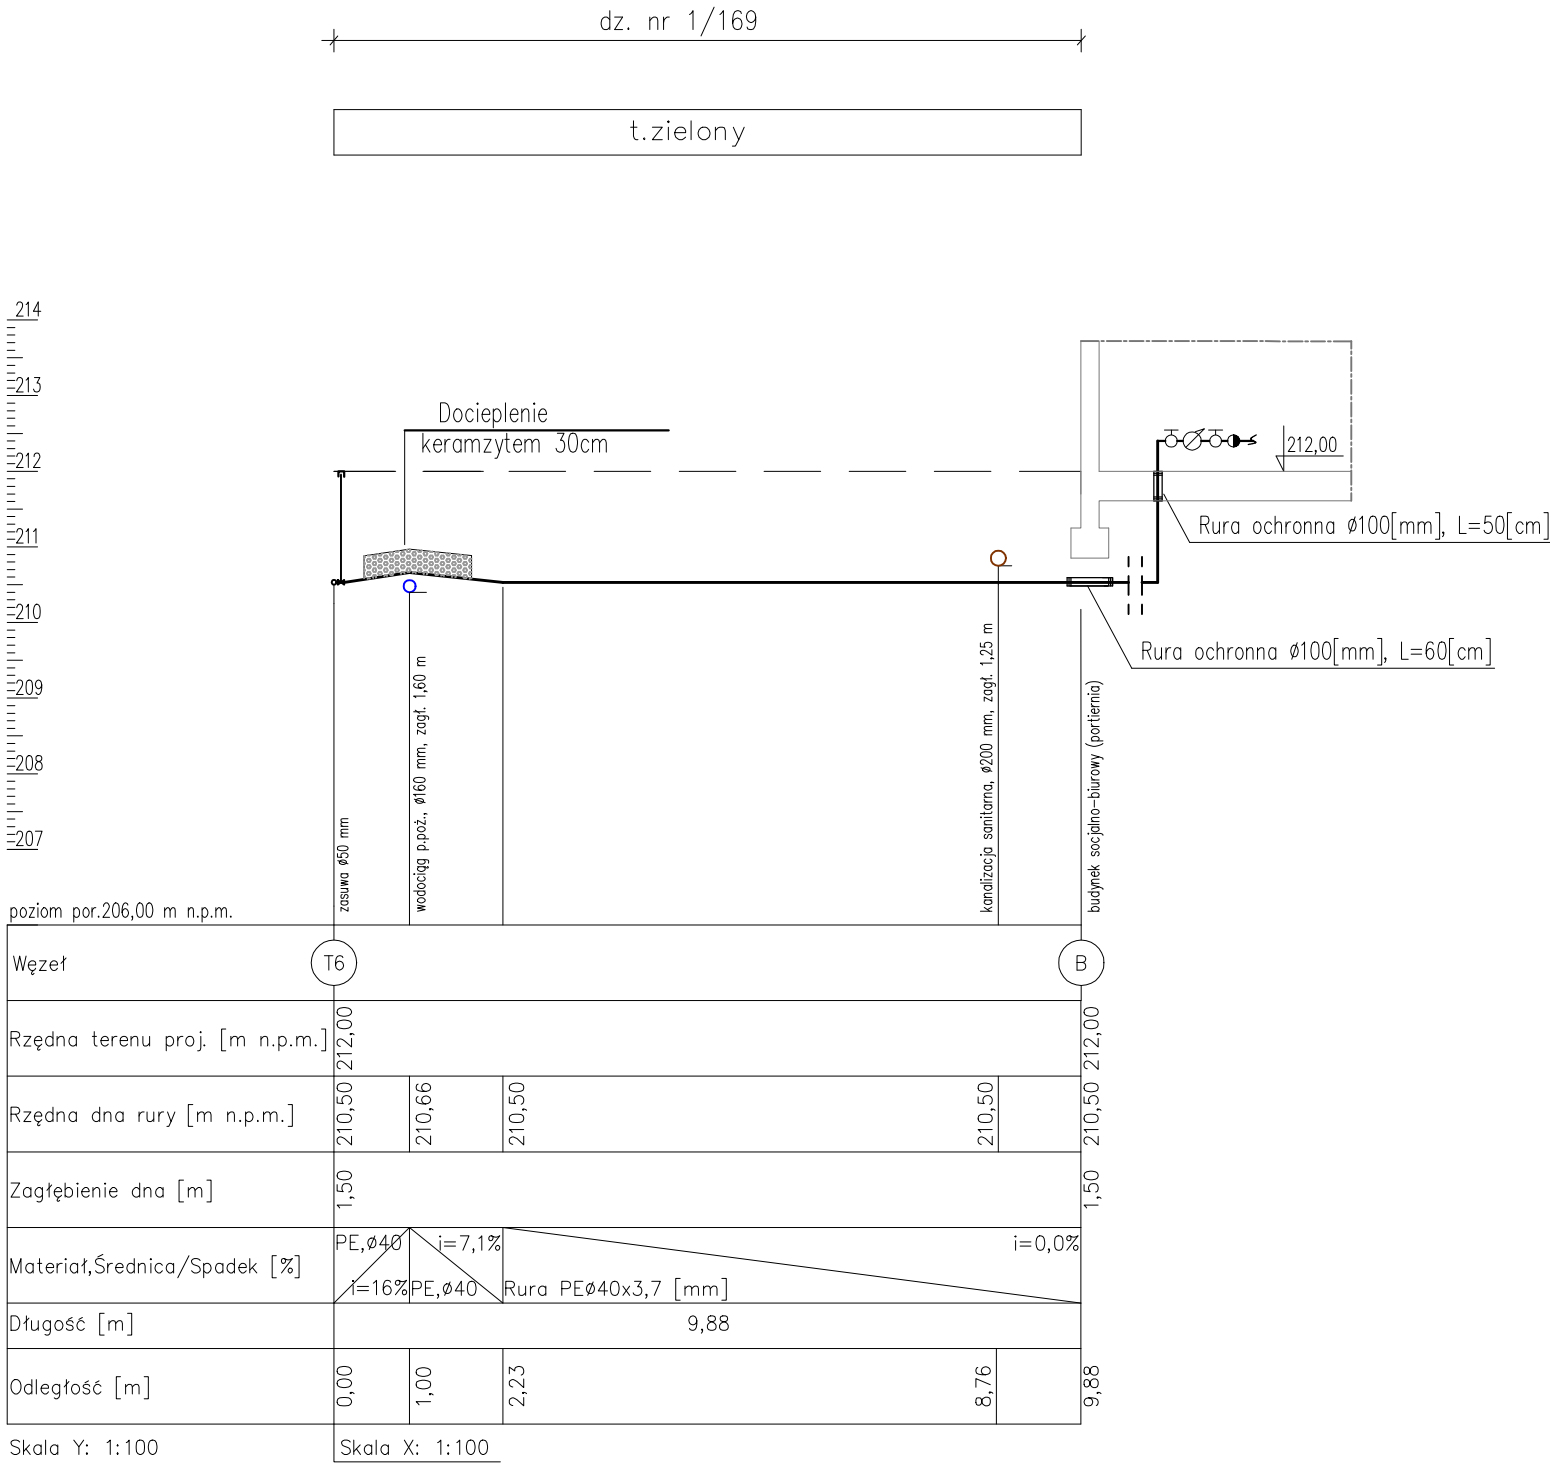 dz. nr 1/169
t.zielony
214
213
212
211
210
209
208
207
Docieplenie
keramzytem 30cm
212,00
Rura ochronna ø100[mm], L=50[cm]
Rura ochronna ø100[mm], L=60[cm]
zasuwa ø50 mm
wodociąg p.poż., ø160 mm, zagł. 1,60 m
kanalizacja sanitarna, ø200 mm, zagł. 1,25 m
budynek socjalno-biurowy (portiernia)
poziom por.206,00 m n.p.m.
Węzeł T6 B
Rzędna terenu proj. [m n.p.m.] 212,00 212,00
Rzędna dna rury [m n.p.m.] 210,50 210,66 210,50 210,50 210,50
Zagłębienie dna [m] 1,50 1,50
PE,ø40 i=7,1% i=0,0%
Materiał,Średnica/Spadek [%]
i=16% PE,ø40 Rura PEø40x3,7 [mm]
Długość [m] 9,88
Odległość [m] 0,00 1,00 2,23 8,76 9,88
Skala Y: 1:100 Skala X: 1:100